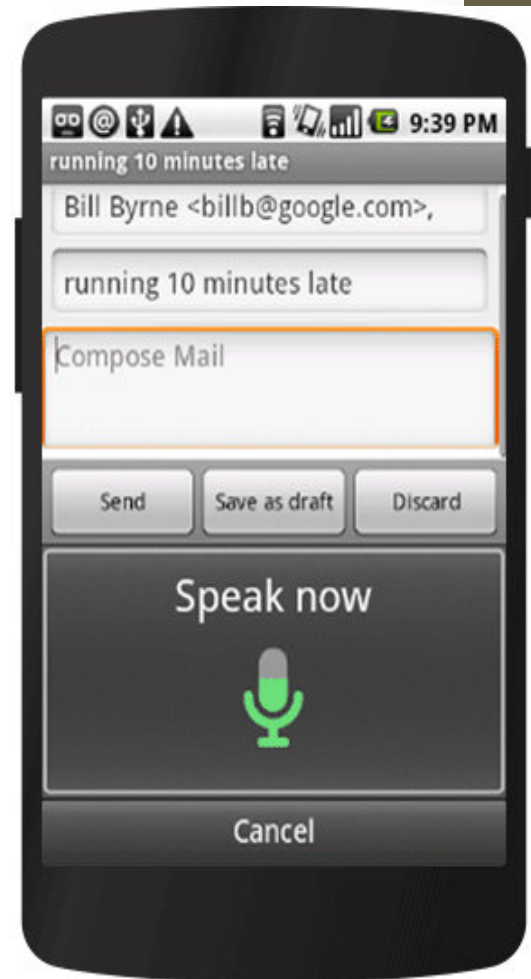 9:39 PM
running 10 minutes late
Bill Byrne <billb@google.com>,
running 10 minutes late
Compose Mail
Send Save as draft Discard
Speak now
Cancel